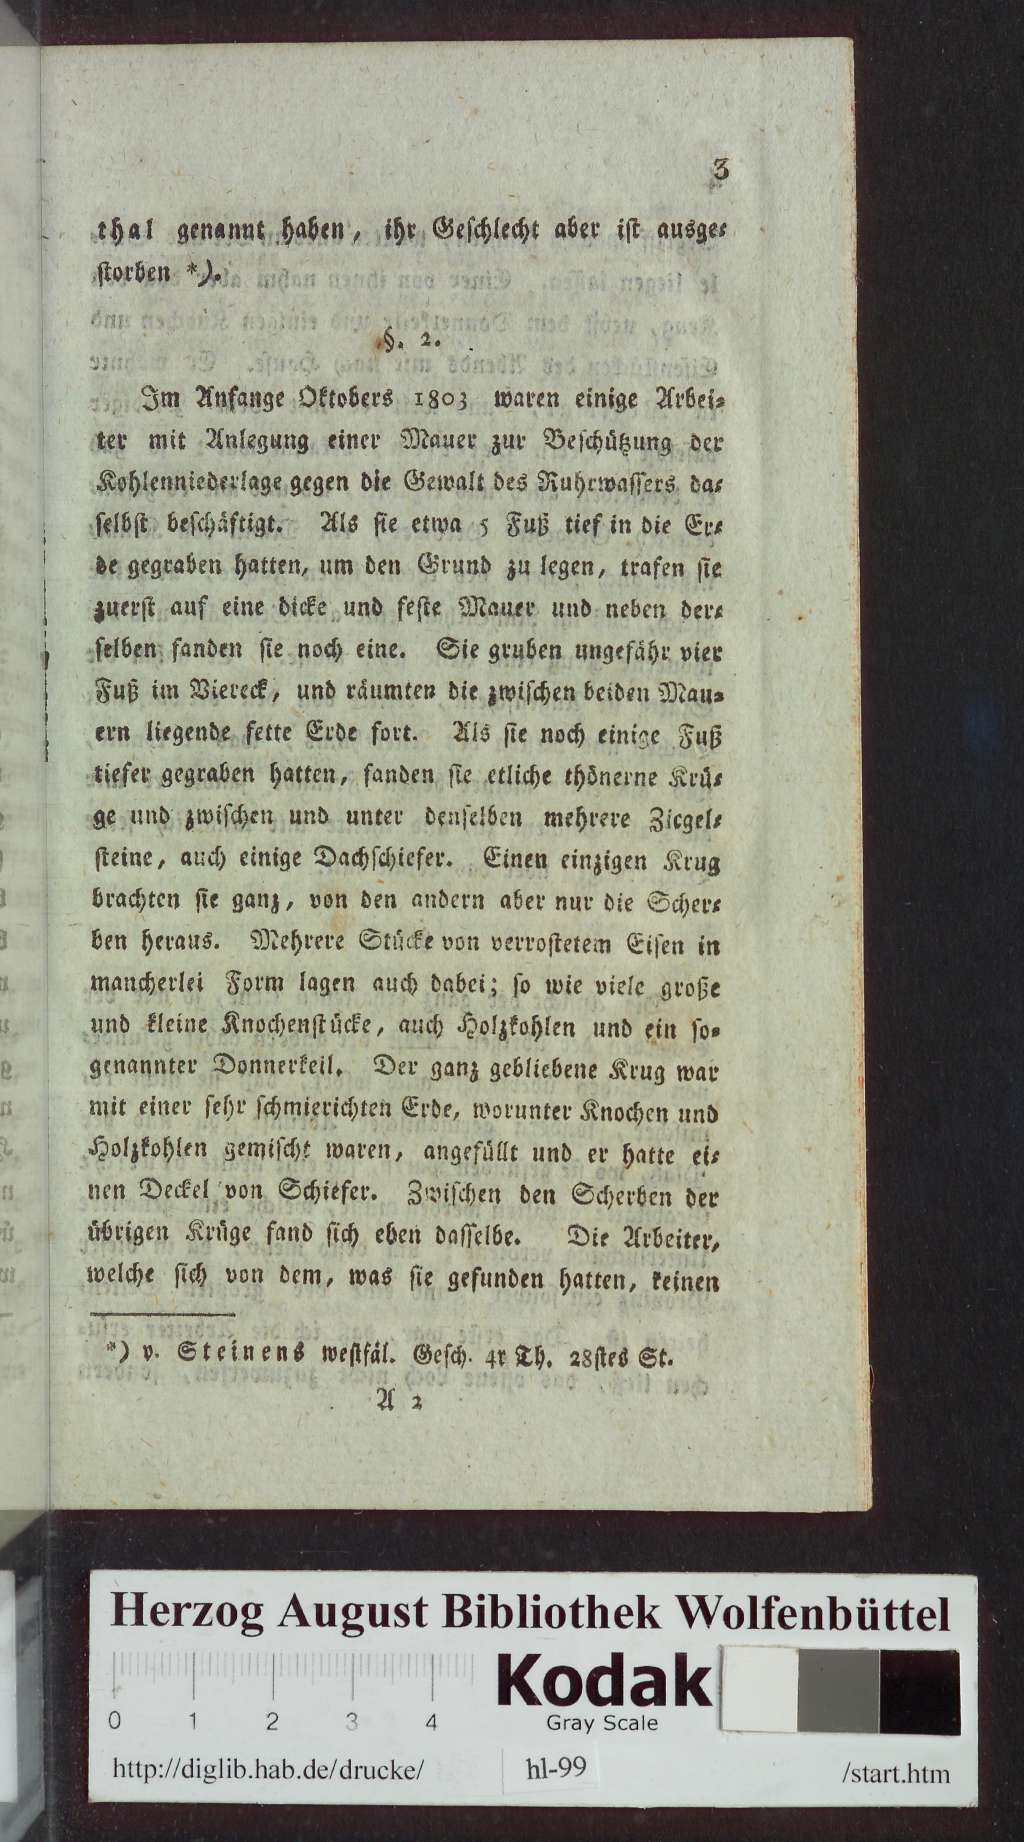 3
thal genannt haben, ihr Geschlecht aber ist ausge-
storben *).
§. 2.
Im Anfange Oktobers 1803 waren einige Arbei-
ter mit Anlegung einer Mauer zur Beschützung der
Kohlenniederlage gegen die Gewalt des Ruhrwassers da-
selbst beschäftigt. Als sie etwa 5 Fuß tief in die Er-
de gegraben hatten, um den Grund zu legen, trafen sie
zuerst auf eine dicke und feste Mauer und neben der-
selben fanden sie noch eine. Sie gruben ungefähr vier
Fuß im Viereck, und räumten die zwischen beiden Mau-
ern liegende fette Erde fort. Als sie noch einige Fuß
tiefer gegraben hatten, fanden sie etliche thönerne Krü-
ge und zwischen und unter denselben mehrere Ziegel-
steine, auch einige Dachschiefer. Einen einzigen Krug
brachten sie ganz, von den andern aber nur die Scher-
ben heraus. Mehrere Stücke von verrostetem Eisen in
mancherlei Form lagen auch dabei; so wie viele große
und kleine Knochenstücke, auch Holzkohlen und ein so-
genannter Donnerkeil. Der ganz gebliebene Krug war
mit einer sehr schmierichten Erde, worunter Knochen und
Holzkohlen gemischt waren, angefüllt und er hatte ei-
nen Deckel von Schiefer. Zwischen den Scherben der
übrigen Krüge fand sich eben dasselbe. Die Arbeiter,
welche sich von dem, was sie gefunden hatten, keinen
*) v. Steinens westfäl. Gesch. 4r Th. 28stes St.
A 2
Herzog August Bibliothek Wolfenbüttel
Kodak
Gray Scale
0 1 2 3 4
http://diglib.hab.de/drucke/ hl-99 /start.htm